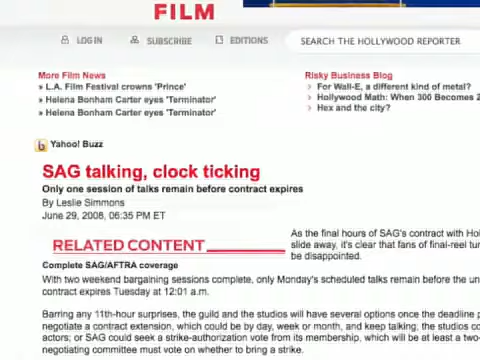 FILM
LOG IN
SUBSCRIBE
EDITIONS
SEARCH THE HOLLYWOOD REPORTER
More Film News
» L.A. Film Festival crowns 'Prince'
» Helena Bonham Carter eyes 'Terminator'
» Helena Bonham Carter eyes 'Terminator'
Risky Business Blog
> For Wall-E, a different kind of metal?
> Hollywood Math: When 300 Becomes 2
> Hex and the city?
Yahoo! Buzz
SAG talking, clock ticking
Only one session of talks remain before contract expires
By Leslie Simmons
June 29, 2008, 06:35 PM ET
As the final hours of SAG's contract with Hol
slide away, it's clear that fans of final-reel tur
be disappointed.
RELATED CONTENT
Complete SAG/AFTRA coverage
With two weekend bargaining sessions complete, only Monday's scheduled talks remain before the un
contract expires Tuesday at 12:01 a.m.
Barring any 11th-hour surprises, the guild and the studios will have several options once the deadline p
negotiate a contract extension, which could be by day, week or month, and keep talking; the studios co
actors; or SAG could seek a strike-authorization vote from its membership, which will be at least a two-
negotiating committee must vote on whether to bring a strike.